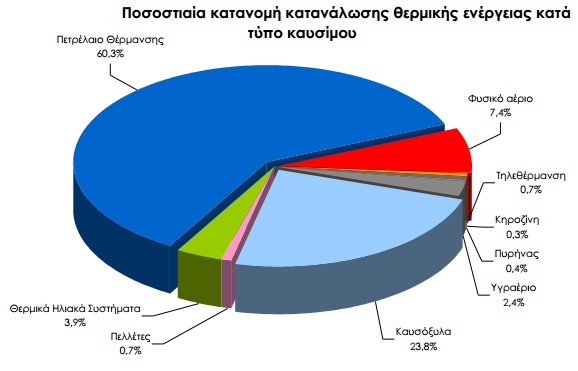 Ποσοστιαία κατανομή κατανάλωσης θερμικής ενέργειας κατά
τύπο καυσίμου
Πετρέλαιο Θέρμανσης
60,3%
Φυσικό αέριο
7,4%
Τηλεθέρμανση
0,7%
Κηροζίνη
0,3%
Πυρήνας
0,4%
Υγραέριο
2,4%
Καυσόξυλα
23,8%
Πελλέτες
0,7%
Θερμικά Ηλιακά Συστήματα
3,9%